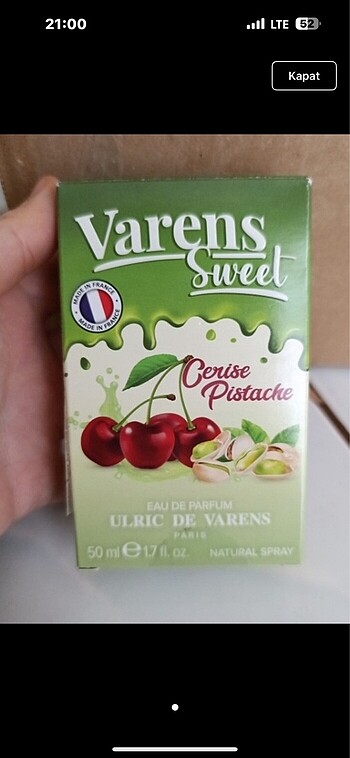 21:00
LTE 52
Kapat
Varens
Sweet
MADE IN FRANCE
MADE IN FRANCE
Cerise
Pistache
EAU DE PARFUM
ULRIC DE VARENS
PARIS
50 ml e 1.7 fl. oz. NATURAL SPRAY